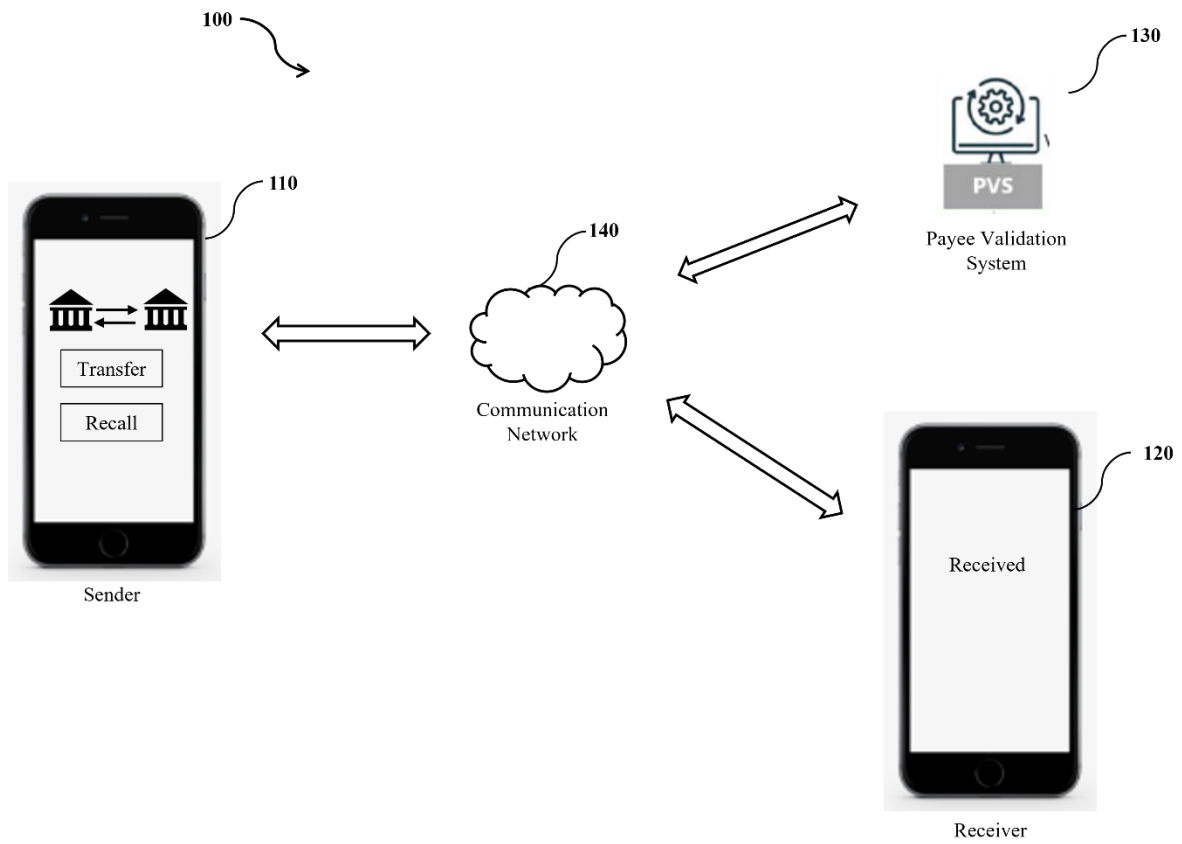 100
130
110
PVS
140
Payee Validation
System
Transfer
Recall
Communication
Network
120
Received
Sender
Receiver